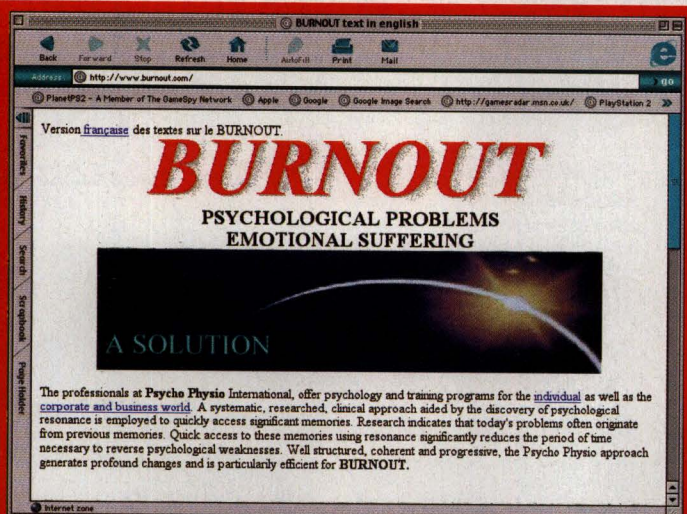 BURNOUT text in english
Back Forward Stop Refresh Home AutoFill Print Mail
Address: http://www.burnout.com/ go
PlanetPS2 - A Member of The GameSpy Network Apple Google Google Image Search http://gamesradar.msn.co.uk/ PlayStation 2
Favorites
History
Search
Scrapbook
Page Holder
Version française des textes sur le BURNOUT.
BURNOUT
PSYCHOLOGICAL PROBLEMS
EMOTIONAL SUFFERING
A SOLUTION
The professionals at Psycho Physio International, offer psychology and training programs for the individual as well as the
corporate and business world. A systematic, researched, clinical approach aided by the discovery of psychological
resonance is employed to quickly access significant memories. Research indicates that today's problems often originate
from previous memories. Quick access to these memories using resonance significantly reduces the period of time
necessary to reverse psychological weaknesses. Well structured, coherent and progressive, the Psycho Physio approach
generates profound changes and is particularly efficient for BURNOUT.
Internet zone